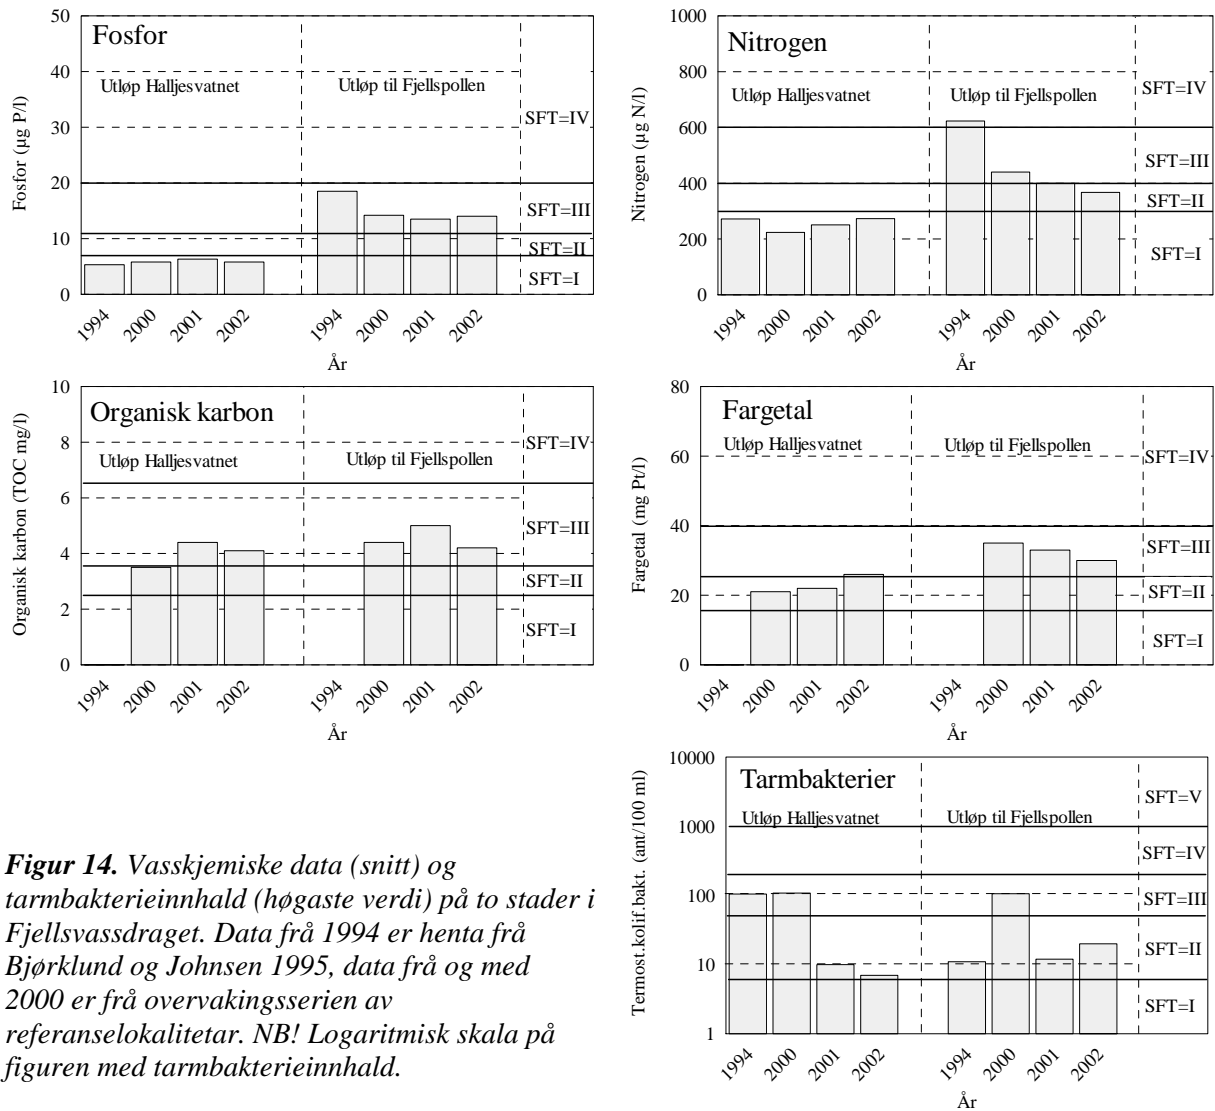 Fosfor
Utløp Halljesvatnet
Utløp til Fjellspollen
Fosfor (µg P/l)
50
40
30
20
10
0
SFT=IV
SFT=III
SFT=II
SFT=I
1994
2000
2001
2002
1994
2000
2001
2002
År
Nitrogen
Utløp Halljesvatnet
Utløp til Fjellspollen
Nitrogen (µg N/l)
1000
800
600
400
200
0
SFT=IV
SFT=III
SFT=II
SFT=I
1994
2000
2001
2002
1994
2000
2001
2002
År
Organisk karbon
Utløp Halljesvatnet
Utløp til Fjellspollen
Organisk karbon (TOC mg/l)
10
8
6
4
2
0
SFT=IV
SFT=III
SFT=II
SFT=I
1994
2000
2001
2002
1994
2000
2001
2002
År
Fargetal
Utløp Halljesvatnet
Utløp til Fjellspollen
Fargetal (mg Pt/l)
80
60
40
20
0
SFT=IV
SFT=III
SFT=II
SFT=I
1994
2000
2001
2002
1994
2000
2001
2002
År
Tarmbakterier
Utløp Halljesvatnet
Utløp til Fjellspollen
Termost.kolif.bakt. (ant/100 ml)
10000
1000
100
10
1
SFT=V
SFT=IV
SFT=III
SFT=II
SFT=I
1994
2000
2001
2002
1994
2000
2001
2002
År
Figur 14. Vasskjemiske data (snitt) og
tarmbakterieinnhald (høgaste verdi) på to stader i
Fjellsvassdraget. Data frå 1994 er henta frå
Bjørklund og Johnsen 1995, data frå og med
2000 er frå overvakingsserien av
referanselokalitetar. NB! Logaritmisk skala på
figuren med tarmbakterieinnhald.